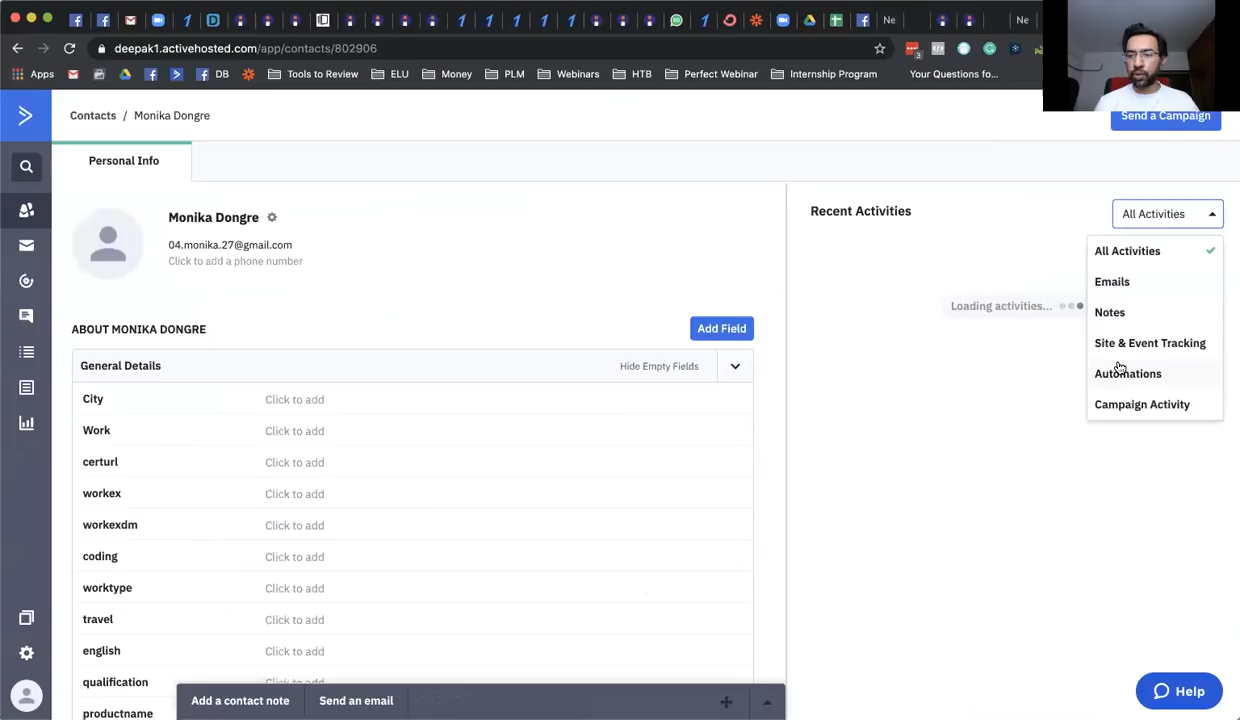 Ne
Ne
deepak1.activehosted.com/app/contacts/802906
3
Apps
DB
Tools to Review
ELU
Money
PLM
Webinars
HTB
Perfect Webinar
Internship Program
Your Questions fo...
Contacts / Monika Dongre
Send a Campaign
Personal Info
Monika Dongre
04.monika.27@gmail.com
Click to add a phone number
Recent Activities
All Activities
All Activities
Emails
Loading activities...
Notes
Site & Event Tracking
Automations
Campaign Activity
ABOUT MONIKA DONGRE
Add Field
General Details
Hide Empty Fields
City Click to add
Work Click to add
certurl Click to add
workex Click to add
workexdm Click to add
coding Click to add
worktype Click to add
travel Click to add
english Click to add
qualification Click to add
productname
Add a contact note
Send an email
Help